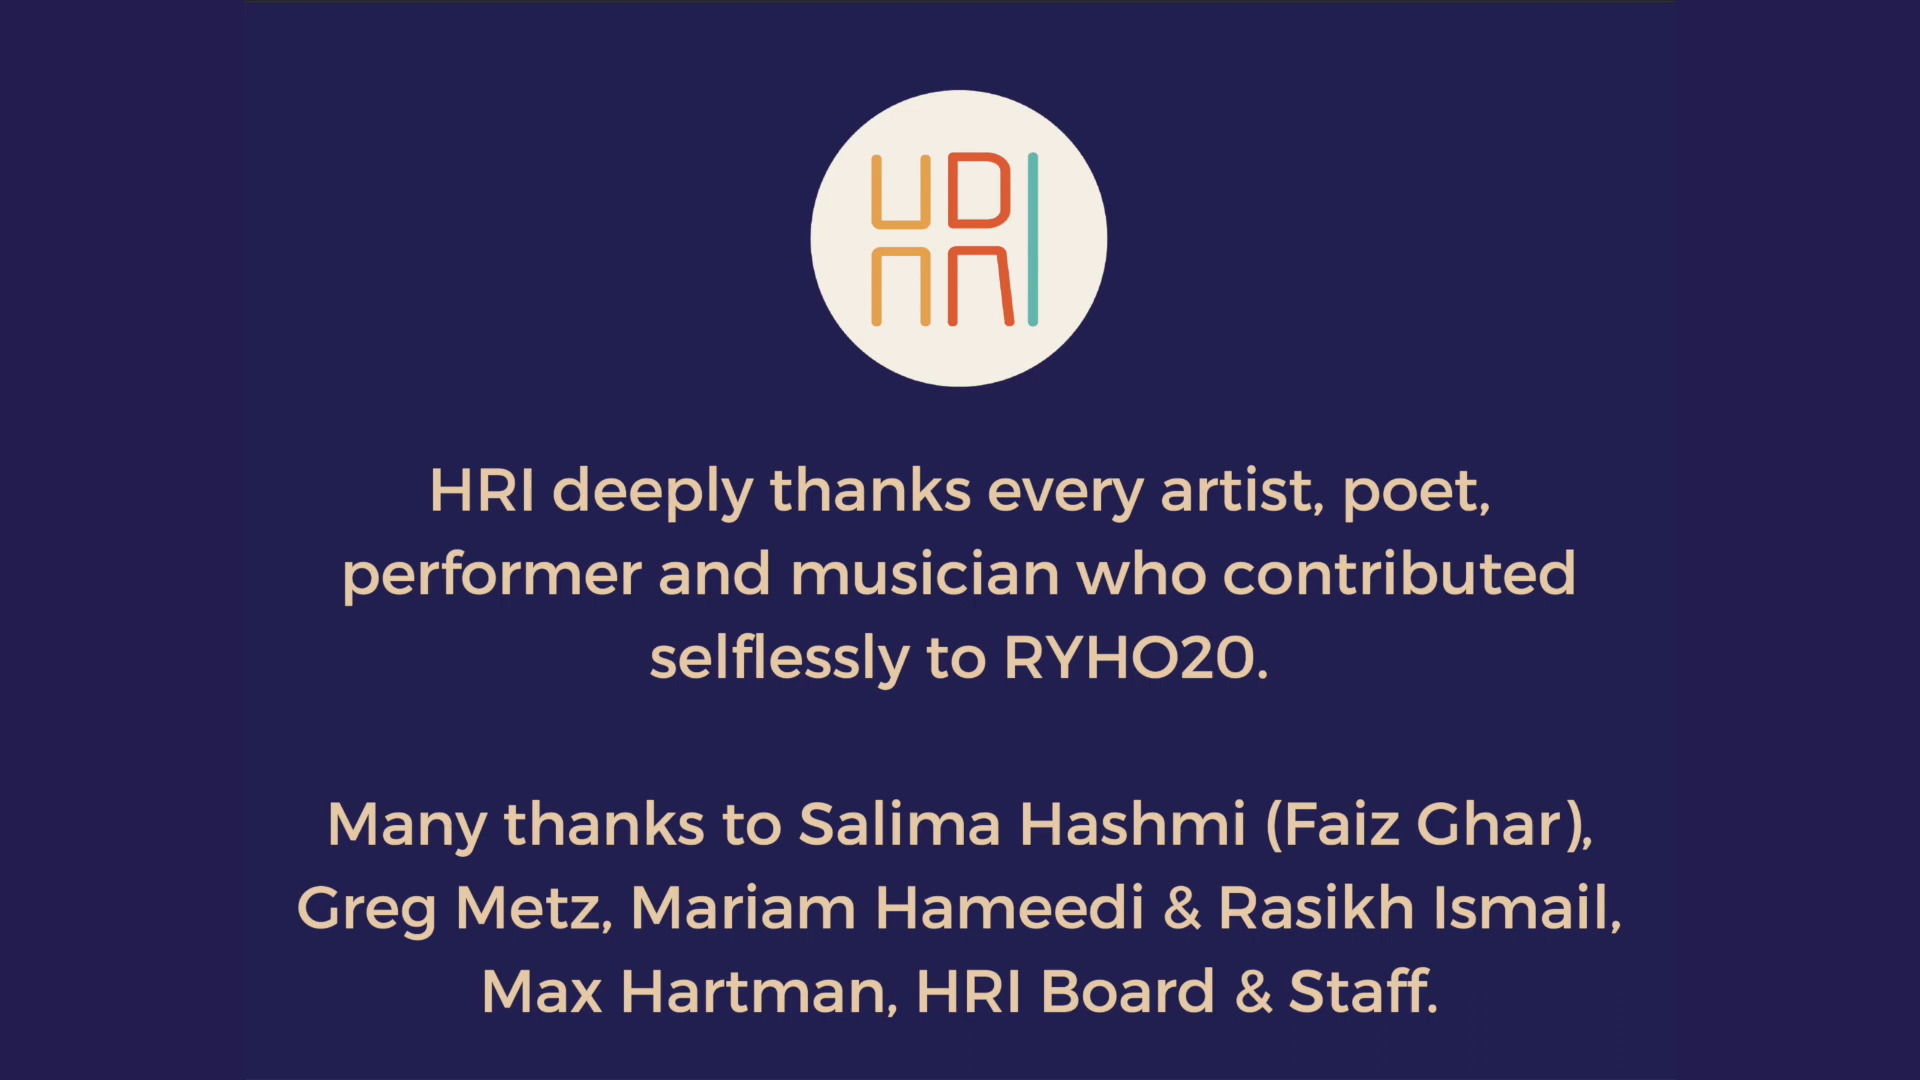 HRI
HRI deeply thanks every artist, poet,
performer and musician who contributed
selflessly to RYHO20.
Many thanks to Salima Hashmi (Faiz Ghar),
Greg Metz, Mariam Hameedi & Rasikh Ismail,
Max Hartman, HRI Board & Staff.